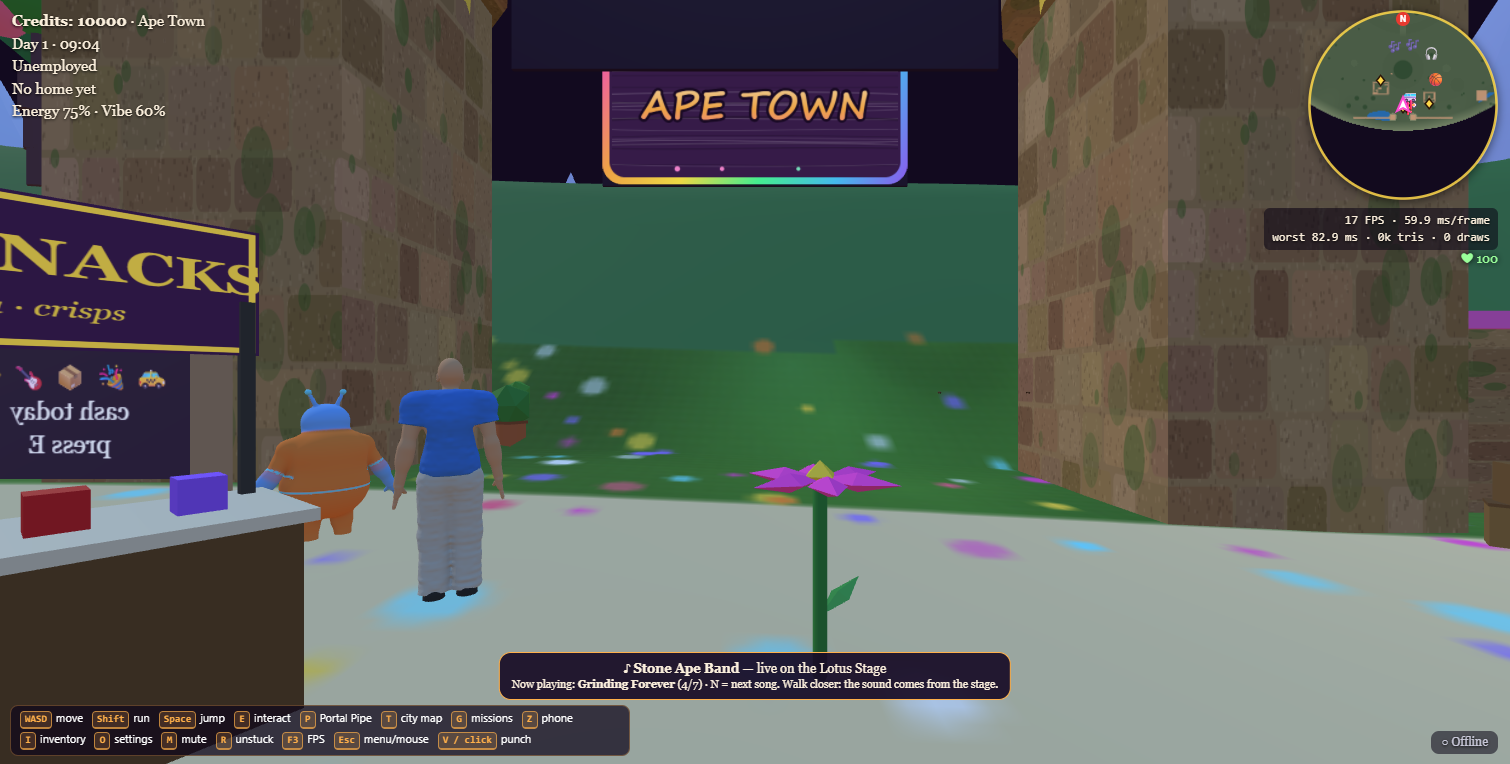 Credits: 10000 · Ape Town
Day 1 · 09:04
Unemployed
No home yet
Energy 75% · Vibe 60%
APE TOWN
N
17 FPS · 59.9 ms/frame
worst 82.9 ms · 0k tris · 0 draws
100
NACKS
· crisps
cash today
press E
♪ Stone Ape Band — live on the Lotus Stage
Now playing: Grinding Forever (4/7) · N = next song. Walk closer: the sound comes from the stage.
WASD move Shift run Space jump E interact P Portal Pipe T city map G missions Z phone
I inventory O settings M mute R unstuck F3 FPS Esc menu/mouse V / click punch
○ Offline